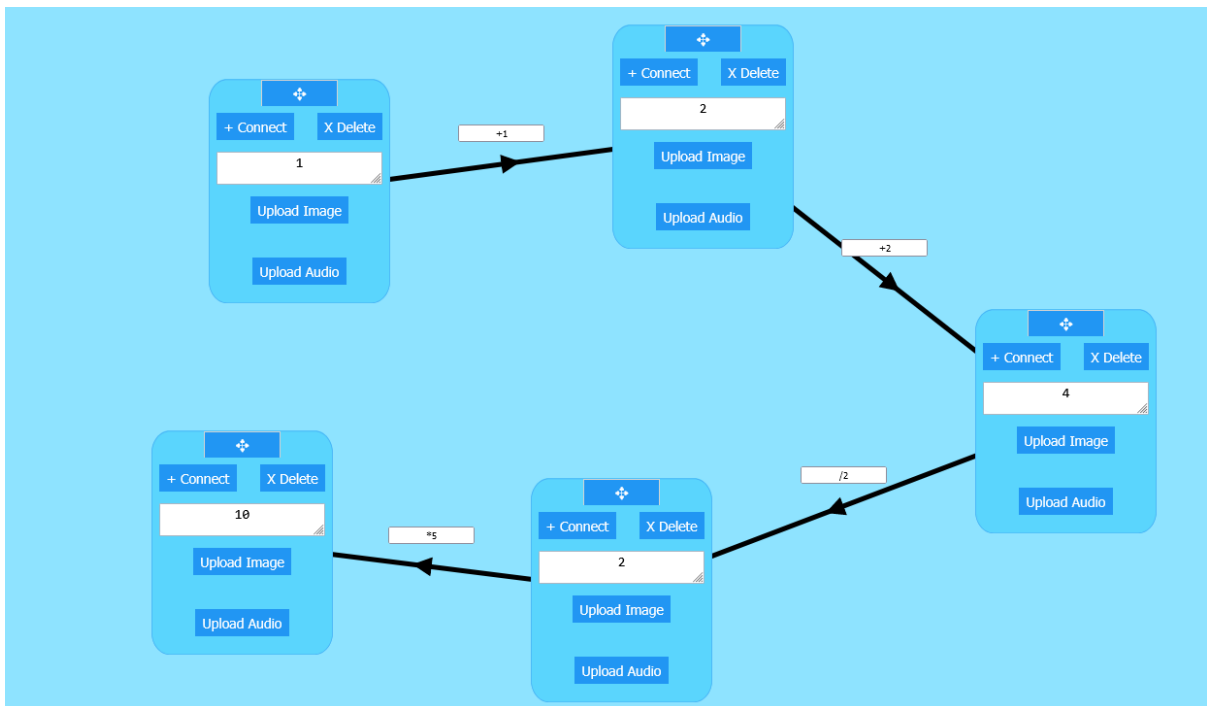 + Connect X Delete
1
Upload Image
Upload Audio
+1
+ Connect X Delete
2
Upload Image
Upload Audio
+2
+ Connect X Delete
4
Upload Image
Upload Audio
/2
+ Connect X Delete
2
Upload Image
Upload Audio
*5
+ Connect X Delete
10
Upload Image
Upload Audio